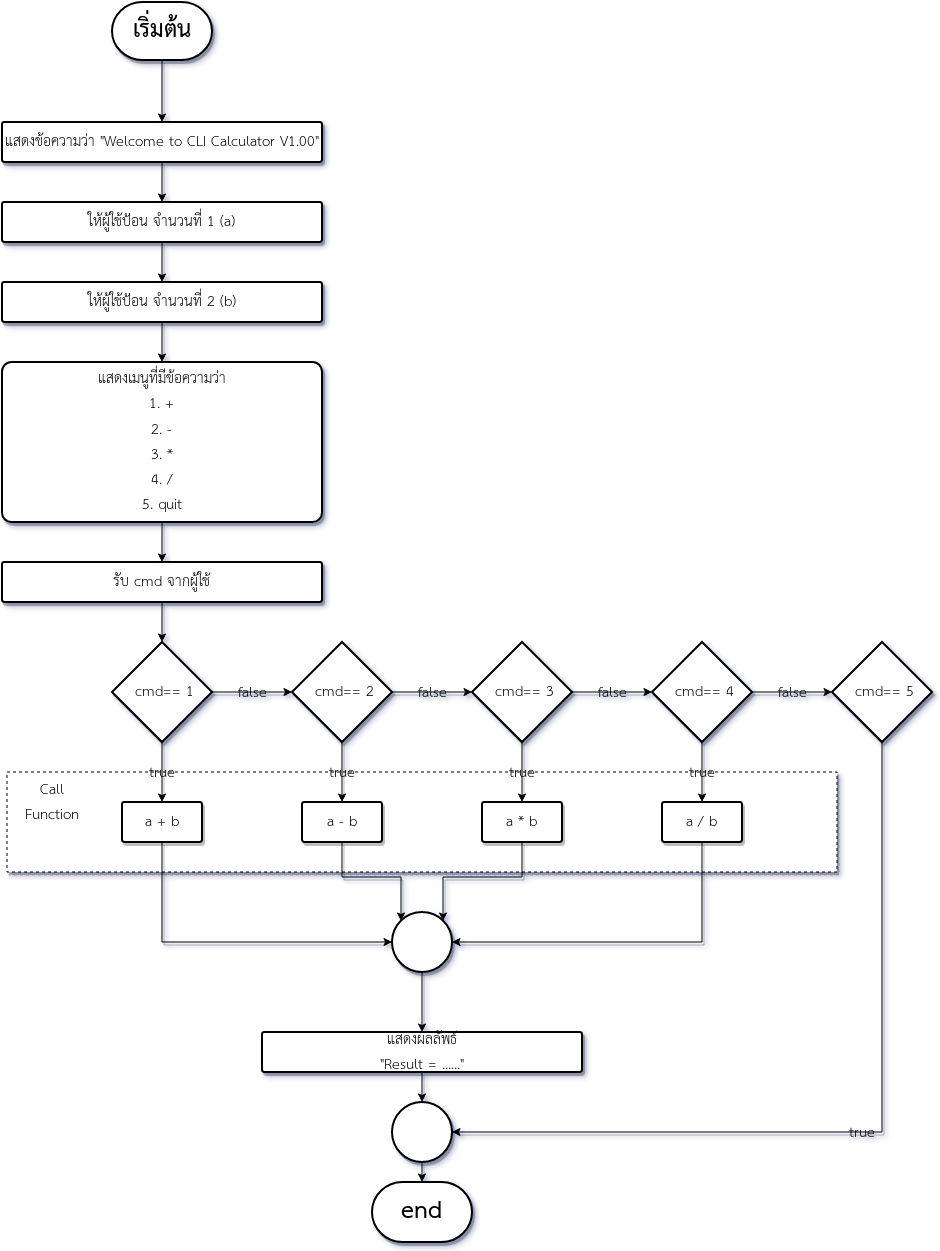 เริ่มต้น
แสดงข้อความว่า "Welcome to CLI Calculator V1.00"
ให้ผู้ใช้ป้อน จำนวนที่ 1 (a)
ให้ผู้ใช้ป้อน จำนวนที่ 2 (b)
แสดงเมนูที่มีข้อความว่า
1. +
2. -
3. *
4. /
5. quit
รับ cmd จากผู้ใช้
cmd== 1
false
cmd== 2
false
cmd== 3
false
cmd== 4
false
cmd== 5
true
true
true
true
Call
Function
a + b
a - b
a * b
a / b
แสดงผลลัพธ์
"Result = ......"
true
end